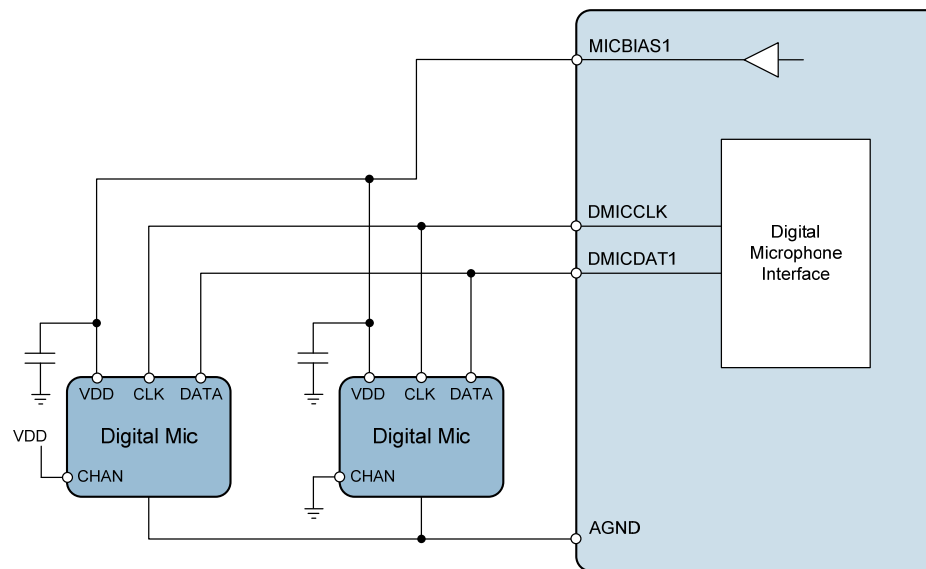 MICBIAS1
DMICCLK
DMICDAT1
Digital
Microphone
Interface
VDD CLK DATA
Digital Mic
VDD
CHAN
VDD CLK DATA
Digital Mic
CHAN
AGND